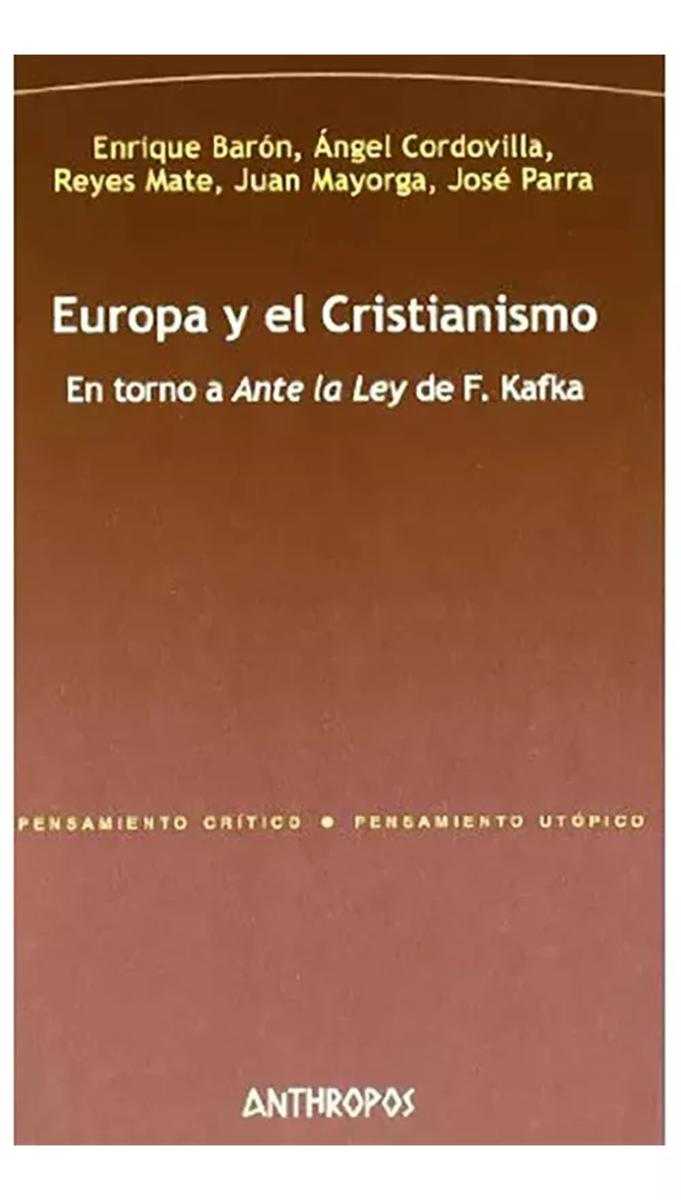 Enrique Barón, Ángel Cordovilla,
Reyes Mate, Juan Mayorga, José Parra
Europa y el Cristianismo
En torno a Ante la Ley de F. Kafka
PENSAMIENTO CRÍTICO ● PENSAMIENTO UTÓPICO
ANTHROPOS